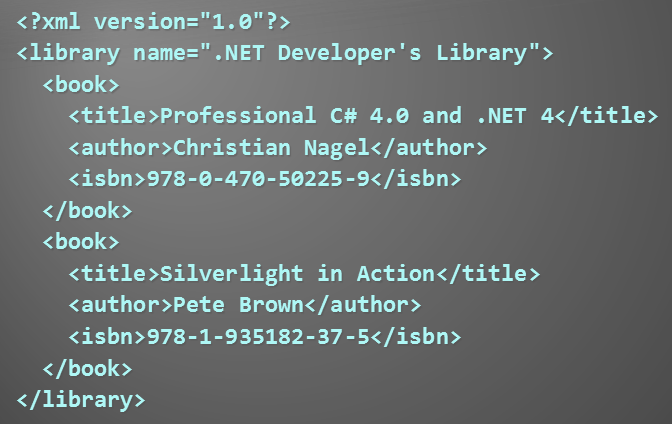 <?xml version="1.0"?>
<library name=".NET Developer's Library">
  <book>
    <title>Professional C# 4.0 and .NET 4</title>
    <author>Christian Nagel</author>
    <isbn>978-0-470-50225-9</isbn>
  </book>
  <book>
    <title>Silverlight in Action</title>
    <author>Pete Brown</author>
    <isbn>978-1-935182-37-5</isbn>
  </book>
</library>